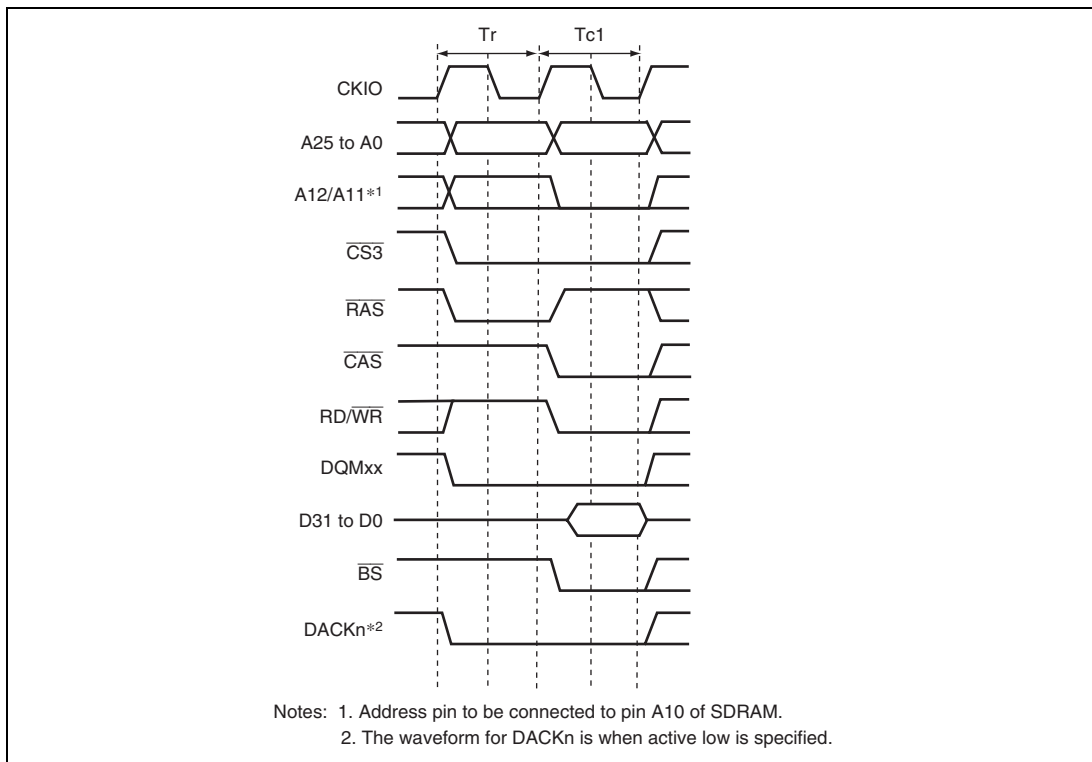 Tr Tc1
CKIO
A25 to A0
A12/A11*1
CS3
RAS
CAS
RD/WR
DQMxx
D31 to D0
BS
DACKn*2
Notes: 1. Address pin to be connected to pin A10 of SDRAM.
2. The waveform for DACKn is when active low is specified.